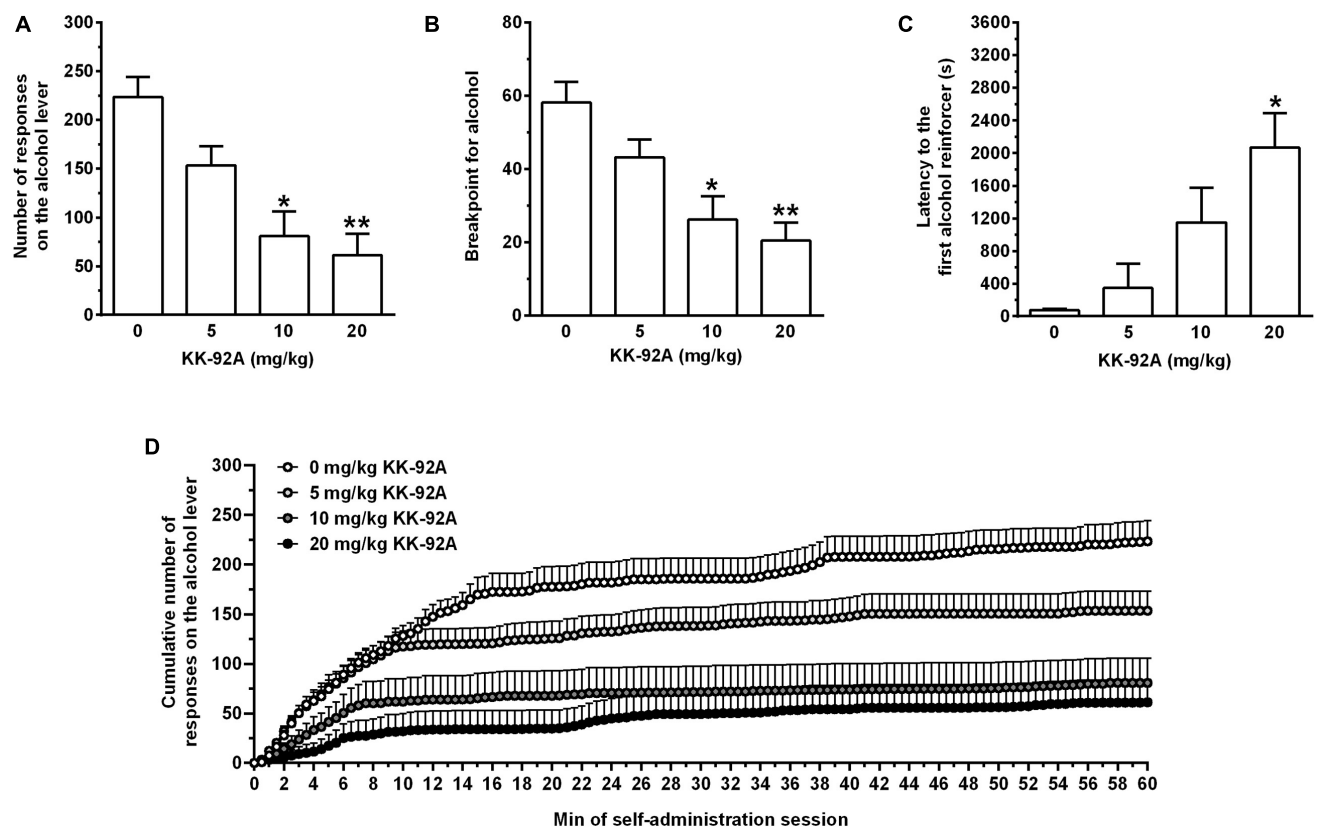 A
Number of responses
on the alcohol lever
300
250
200
150
100
50
0
*
**
0 5 10 20
KK-92A (mg/kg)
B
Breakpoint for alcohol
80
60
40
20
0
*
**
0 5 10 20
KK-92A (mg/kg)
C
Latency to the
first alcohol reinforcer (s)
3600
3200
2800
2400
2000
1600
1200
800
400
0
*
0 5 10 20
KK-92A (mg/kg)
D
Cumulative number of
responses on the alcohol lever
300
250
200
150
100
50
0
0 mg/kg KK-92A
5 mg/kg KK-92A
10 mg/kg KK-92A
20 mg/kg KK-92A
0 2 4 6 8 10 12 14 16 18 20 22 24 26 28 30 32 34 36 38 40 42 44 46 48 50 52 54 56 58 60
Min of self-administration session